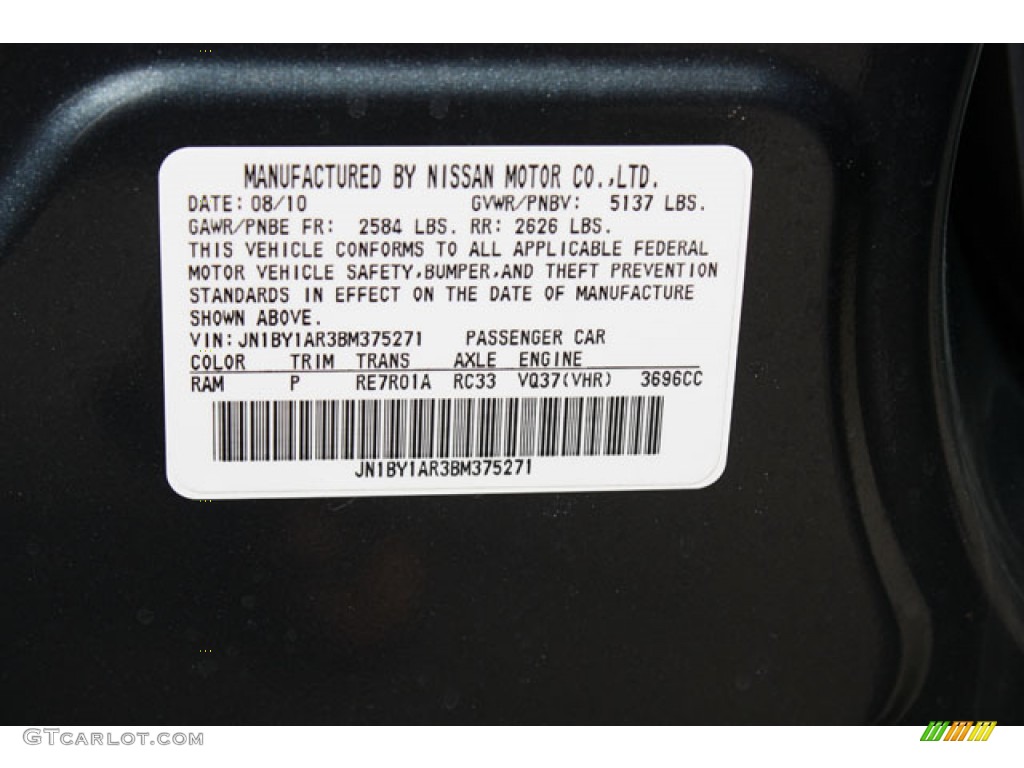 MANUFACTURED BY NISSAN MOTOR CO.,LTD.
DATE: 08/10 GVWR/PNBV: 5137 LBS.
GAWR/PNBE FR: 2584 LBS. RR: 2626 LBS.
THIS VEHICLE CONFORMS TO ALL APPLICABLE FEDERAL
MOTOR VEHICLE SAFETY,BUMPER,AND THEFT PREVENTION
STANDARDS IN EFFECT ON THE DATE OF MANUFACTURE
SHOWN ABOVE.
VIN: JN1BY1AR3BM375271 PASSENGER CAR
COLOR TRIM TRANS AXLE ENGINE
RAM P RE7R01A RC33 VQ37(VHR) 3696CC
JN1BY1AR3BM375271
GTCARLOT.COM